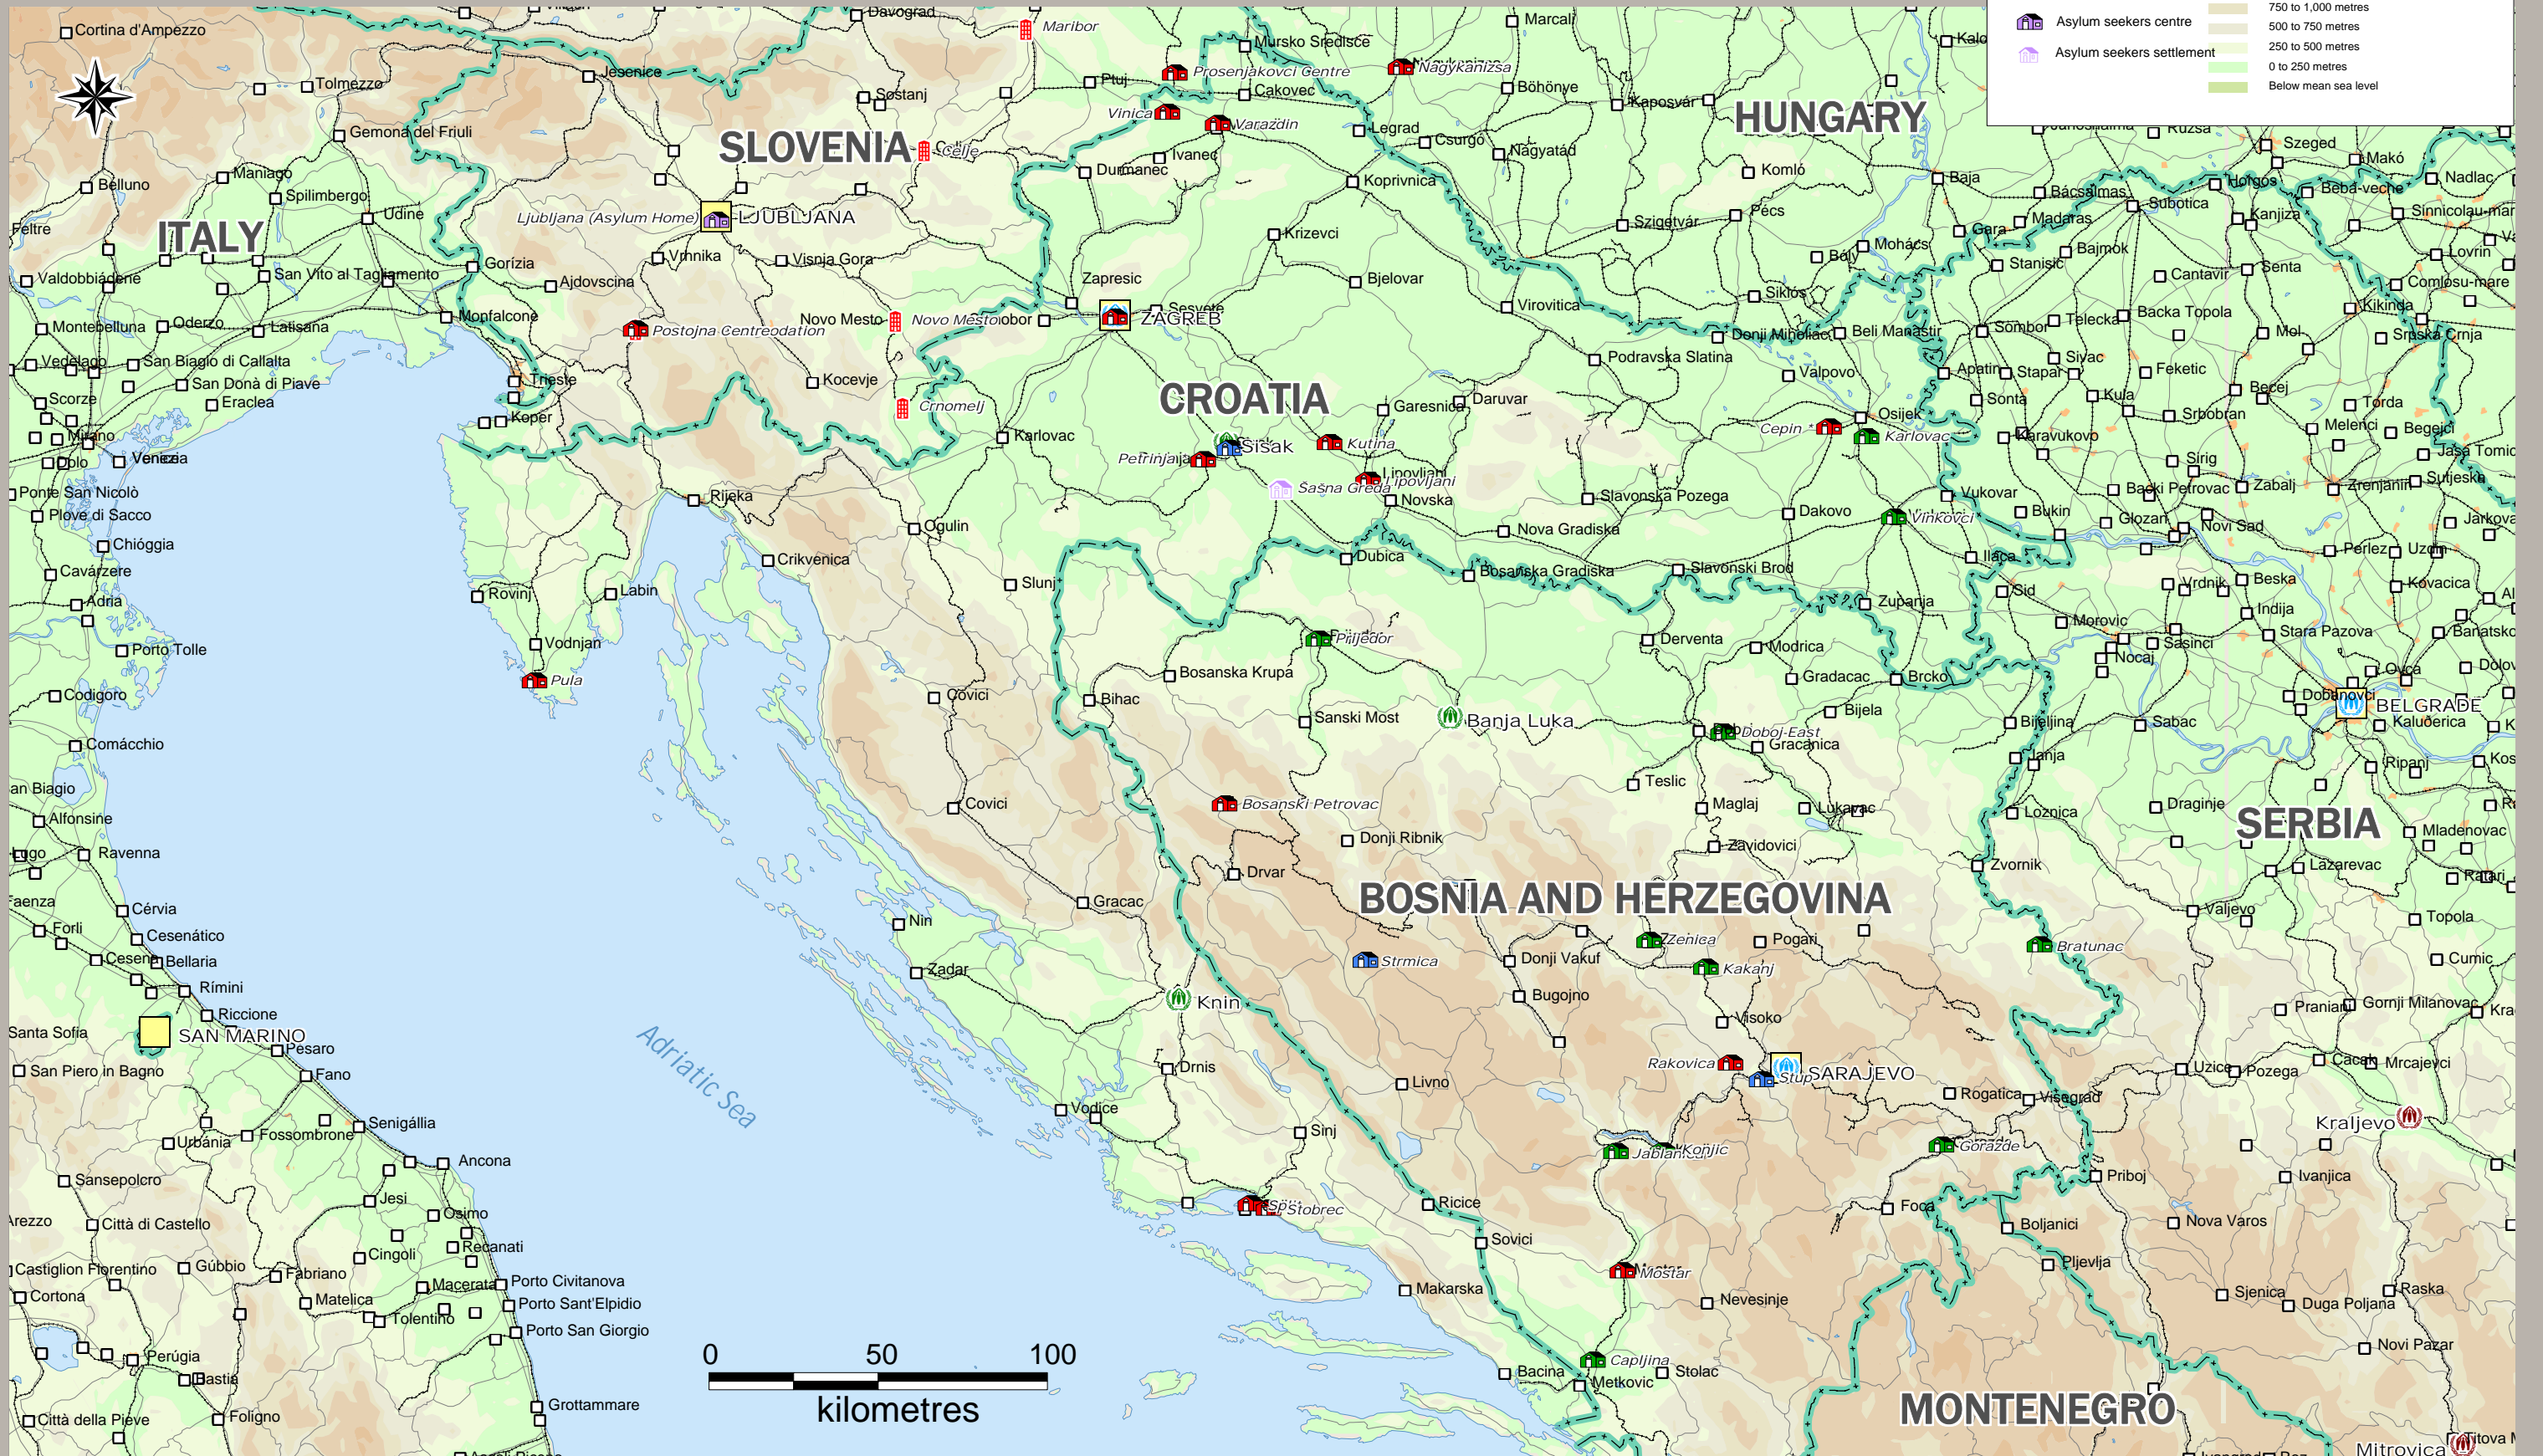 Asylum seekers centre
Asylum seekers settlement
750 to 1,000 metres
500 to 750 metres
250 to 500 metres
0 to 250 metres
Below mean sea level
Cortina d'Ampezzo
Tolmezzo
Gemona del Friuli
Maniago
Spilimbergo
Belluno
Feltre
ITALY
Udine
Valdobbiádene
San Vito al Tagliamento
Gorízia
Montebelluna
Oderzo
Latisana
Monfalcone
Vedelago
San Biagio di Callalta
San Donà di Piave
Eraclea
Scorze
Mirano
Dolo
Venezia
Trieste
Koper
Ponte San Nicolò
Piove di Sacco
Chióggia
Cavárzere
Adria
Porto Tolle
Codigoro
Comácchio
Alfonsine
Lugo
Ravenna
Cérvia
Cesenático
Forli
Cesena
Bellaria
Rímini
Riccione
SAN MARINO
Pesaro
Fano
San Piero in Bagno
Senigállia
Urbánia
Fossombrone
Ancona
Sansepolcro
Jesi
Osimo
Città di Castello
Cingoli
Recanati
Castiglion Fiorentino
Gúbbio
Fabriano
Macerata
Porto Civitanova
Cortona
Matelica
Tolentino
Porto Sant'Elpidio
Porto San Giorgio
Perúgia
Bastia
Foligno
Città della Pieve
Grottammare
Adriatic Sea
0 50 100
kilometres
SLOVENIA
Davograd
Maribor
Jesenice
Sostanj
Ptuj
Celje
Ljubljana (Asylum Home)
LJUBLJANA
Vrhnika
Visnja Gora
Ajdovscina
Postojna Centre
Novo Mesto
Novo Mesto
Kocevje
Crnomelj
Mursko Sredisce
Prosenjakovci Centre
Cakovec
Vinica
Varazdin
Ivanec
Durmanec
Legrad
Koprivnica
Krizevci
Zapresic
Sesvete
ZAGREB
Bjelovar
Virovitica
CROATIA
Karlovac
Petrinja
Sisak
Kutina
Garesnica
Daruvar
Lipovljani
Lipovljani
Sašna Greda
Novska
Nova Gradiska
Slavonska Pozega
Podravska Slatina
Donji Miholjac
Valpovo
Beli Manastir
Osijek
Cepin
Karlovac
Dakovo
Vinkovci
Vukovar
Ilaca
Zupanja
Slavonski Brod
Dubica
Rijeka
Crikvenica
Ogulin
Slunj
Labin
Rovinj
Vodnjan
Pula
Covici
Covici
Gracac
Nin
Zadar
Knin
Drnis
Vodice
Sinj
Split
Stobrec
Makarska
Ricice
Sovici
Bacina
Metkovic
HUNGARY
Marcali
Nagykanizsa
Böhönye
Kaposvár
Csurgó
Nagyatád
Komló
Szigetvár
Pécs
Mohács
Bóly
Siklós
Baja
Bácsalmas
Madaras
Gara
Ruzsa
Szeged
Makó
Nadlac
Horgos
Beba-veche
Subotica
Kanjiza
Bajmok
Stanisic
Cantavir
Senta
Lovrin
Comlosu-mare
Kikinda
Sombor
Telecka
Backa Topola
Mol
Srpska Crnja
Apatin
Stapar
Sivac
Feketic
Becej
Sonta
Kula
Srbobran
Torda
Melenci
Begejci
Karavukovo
Sirig
Zabalj
Backi Petrovac
Zrenjanin
Sutjeska
Bukin
Glozan
Novi Sad
Perlez
Uzdin
Kovacica
Sid
Vrdnik
Beska
Indija
Morovic
Sasinci
Stara Pazova
Nocaj
Ovca
Dobanovci
BELGRADE
Kaluđerica
Bijeljina
Sabac
Janja
Ripanj
Loznica
Draginje
SERBIA
Mladenovac
Lazarevac
Ratari
Valjevo
Topola
Cumic
Pranjani
Gornji Milanovac
Cacak
Mrcajevci
Uzice
Pozega
Kraljevo
Ivanjica
Priboj
Nova Varos
Boljanici
Pljevlja
Sjenica
Duga Poljana
Raska
Novi Pazar
Mitrovica
MONTENEGRO
BOSNIA AND HERZEGOVINA
Bosanska Gradiska
Prijedor
Bosanska Krupa
Bihac
Sanski Most
Banja Luka
Derventa
Modrica
Gradacac
Brcko
Bijela
Doboj-East
Gracanica
Teslic
Maglaj
Lukavac
Zavidovici
Zvornik
Bosanski Petrovac
Donji Ribnik
Drvar
Strmica
Donji Vakuf
Zenica
Pogari
Kakanj
Bratunac
Bugojno
Visoko
Rakovica
SARAJEVO
Stup
Livno
Rogatica
Visegrad
Jablanica
Konjic
Gorazde
Foca
Mostar
Nevesinje
Capljina
Stolac